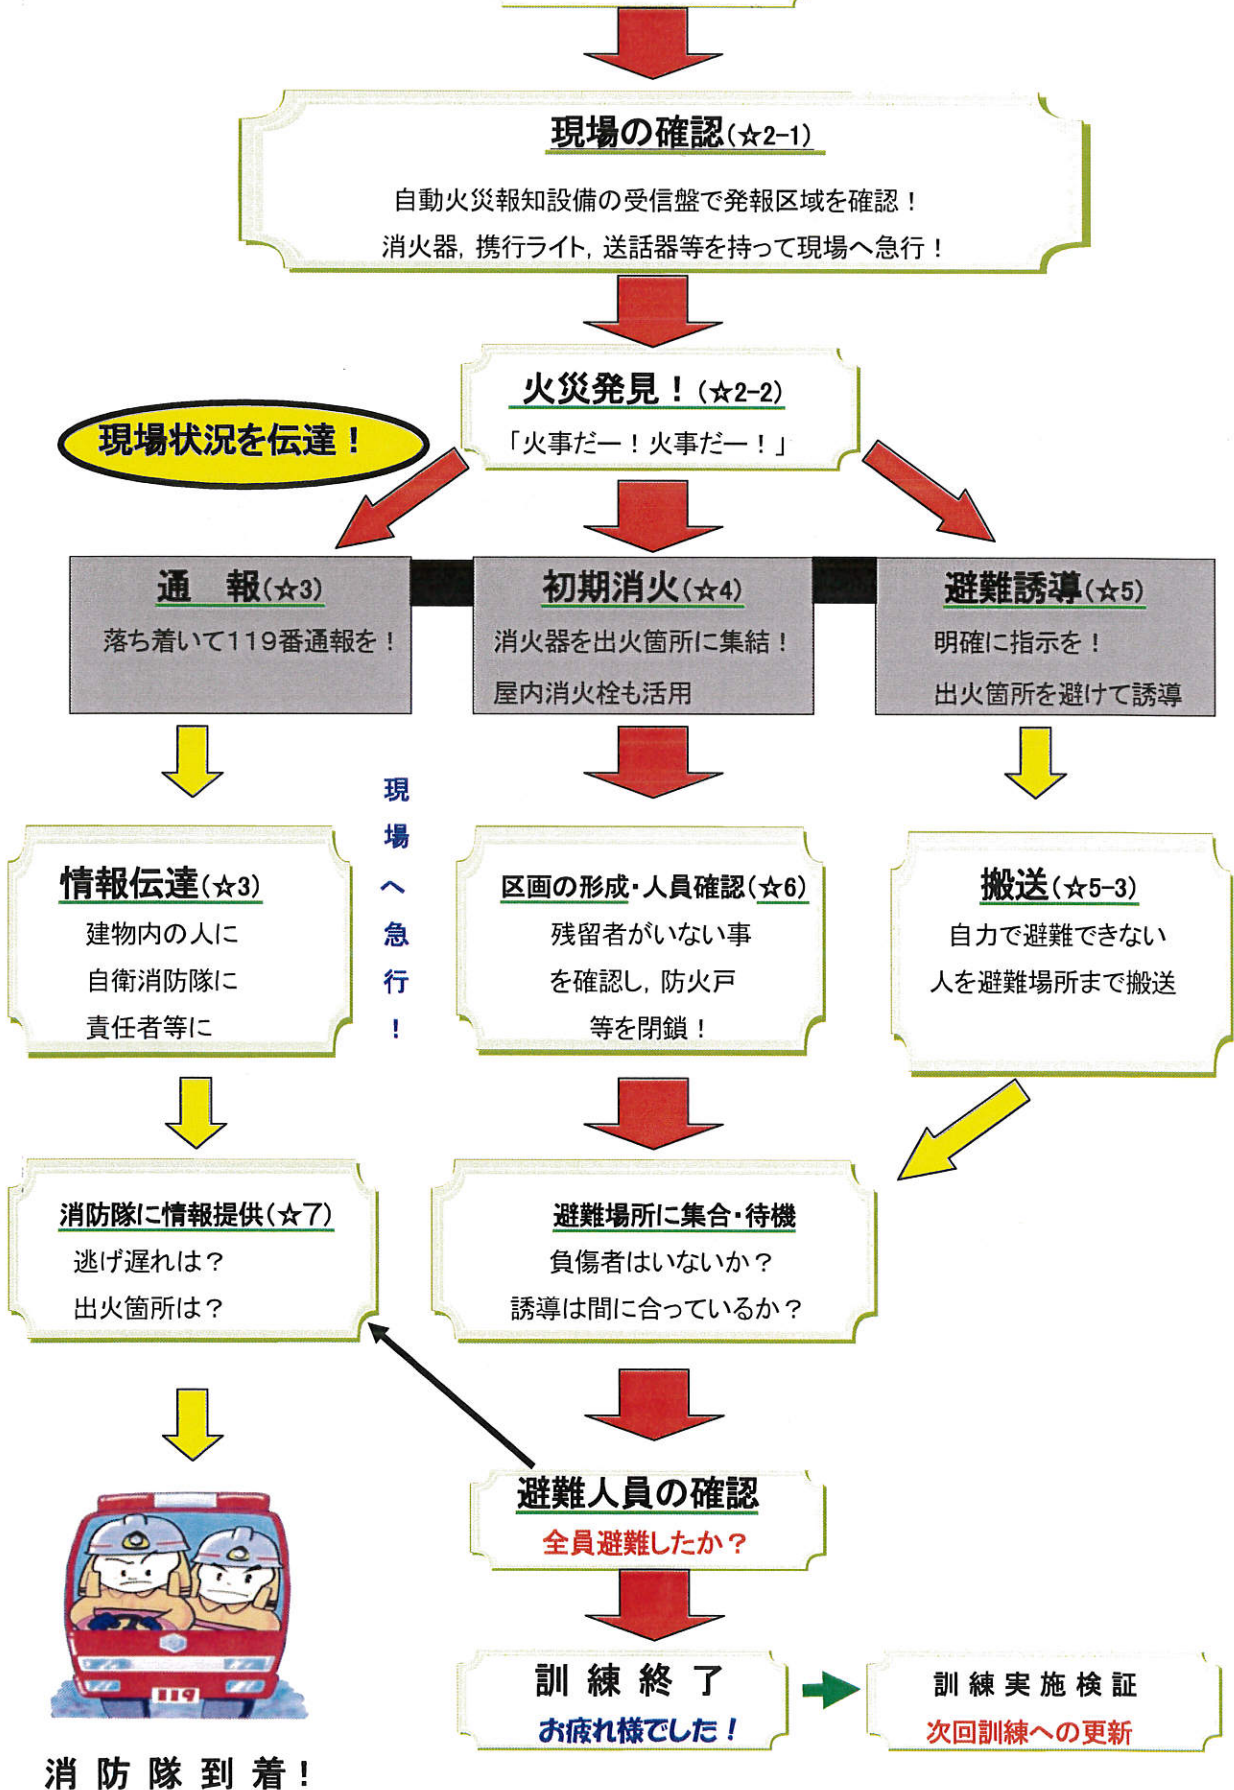 現場の確認(☆2-1)
自動火災報知設備の受信盤で発報区域を確認！
消火器, 携行ライト, 送話器等を持って現場へ急行！
火災発見！(☆2-2)
「火事だー！火事だー！」
現場状況を伝達！
通　報(☆3)
落ち着いて119番通報を！
初期消火(☆4)
消火器を出火箇所に集結！
屋内消火栓も活用
避難誘導(☆5)
明確に指示を！
出火箇所を避けて誘導
現場へ急行！
情報伝達(☆3)
建物内の人に
自衛消防隊に
責任者等に
区画の形成・人員確認(☆6)
残留者がいない事
を確認し, 防火戸
等を閉鎖！
搬送(☆5-3)
自力で避難できない
人を避難場所まで搬送
消防隊に情報提供(☆7)
逃げ遅れは？
出火箇所は？
避難場所に集合・待機
負傷者はいないか？
誘導は間に合っているか？
避難人員の確認
全員避難したか？
119
消防隊到着！
訓練終了
お疲れ様でした！
訓練実施検証
次回訓練への更新